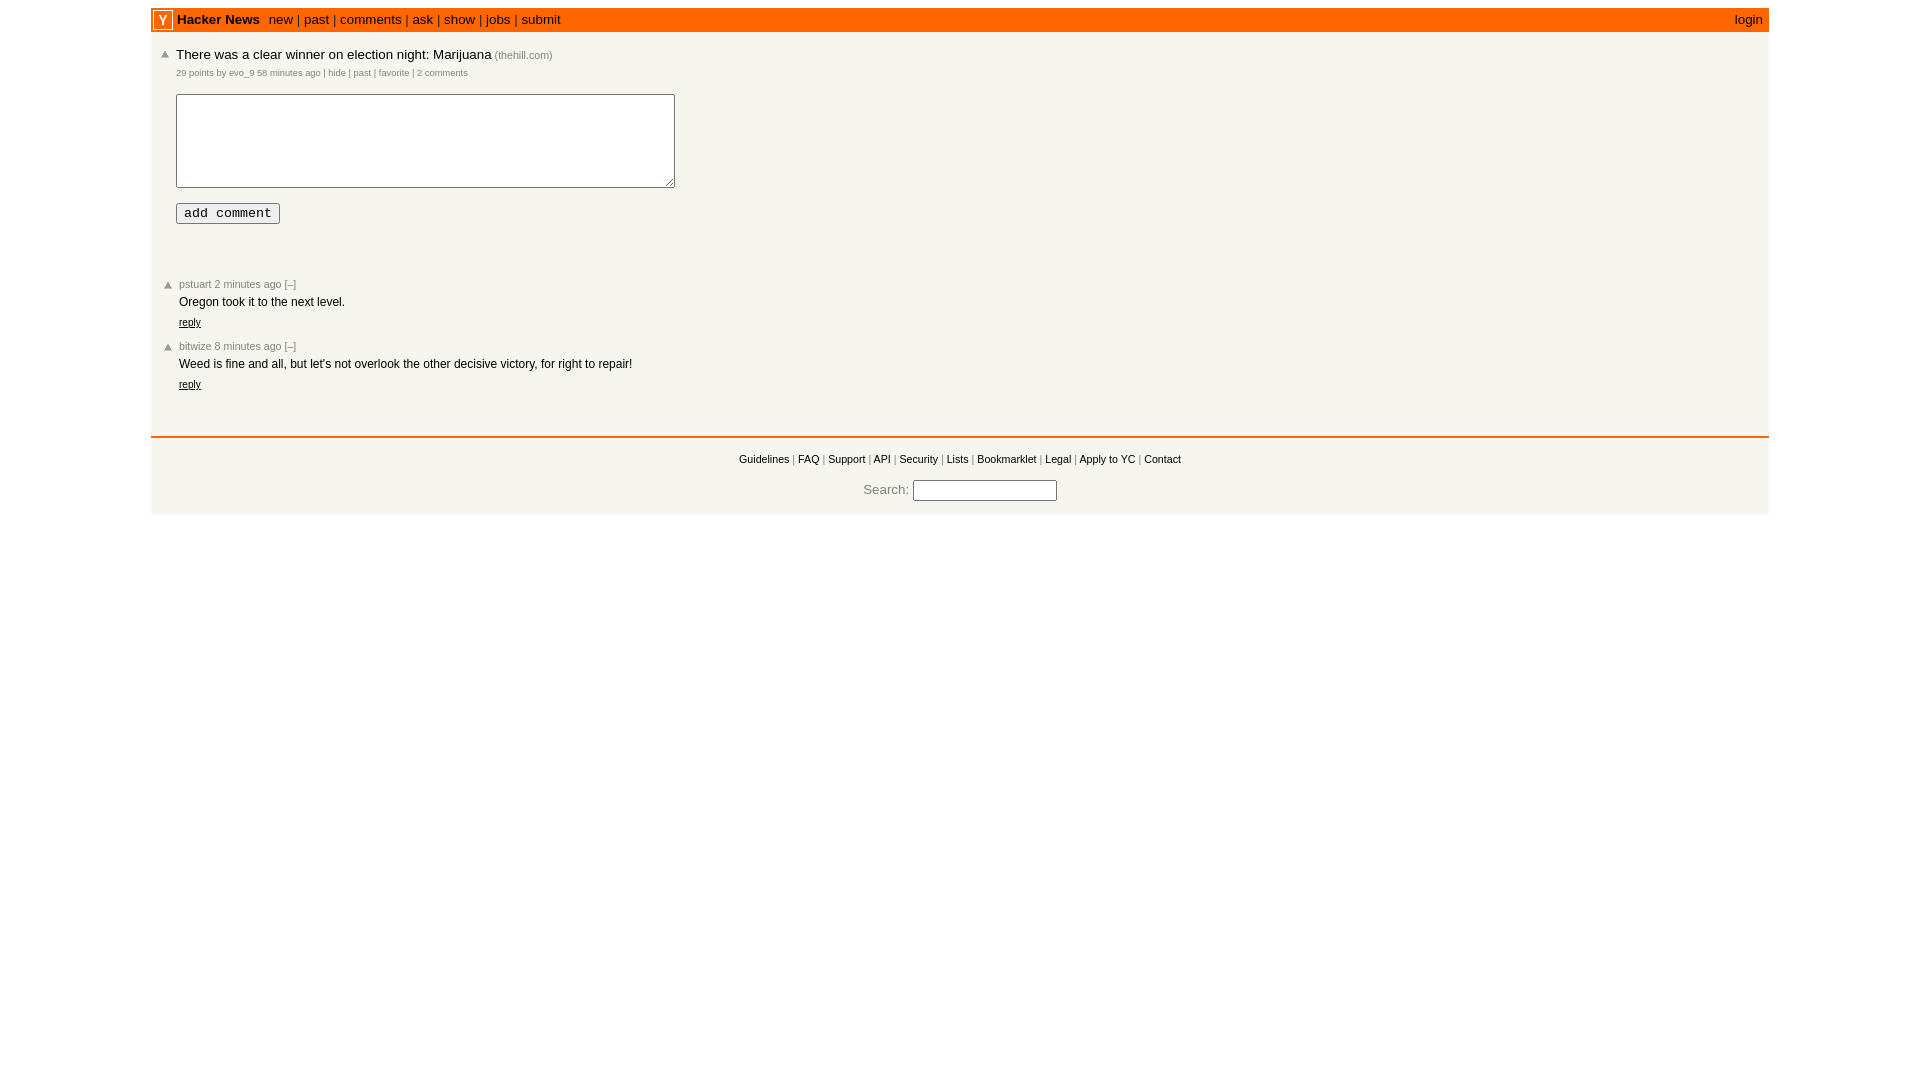 Y Hacker News new | past | comments | ask | show | jobs | submit login
There was a clear winner on election night: Marijuana (thehill.com)
29 points by evo_9 58 minutes ago | hide | past | favorite | 2 comments
add comment
pstuart 2 minutes ago [–]
Oregon took it to the next level.
reply
bitwize 8 minutes ago [–]
Weed is fine and all, but let's not overlook the other decisive victory, for right to repair!
reply
Guidelines | FAQ | Support | API | Security | Lists | Bookmarklet | Legal | Apply to YC | Contact
Search: